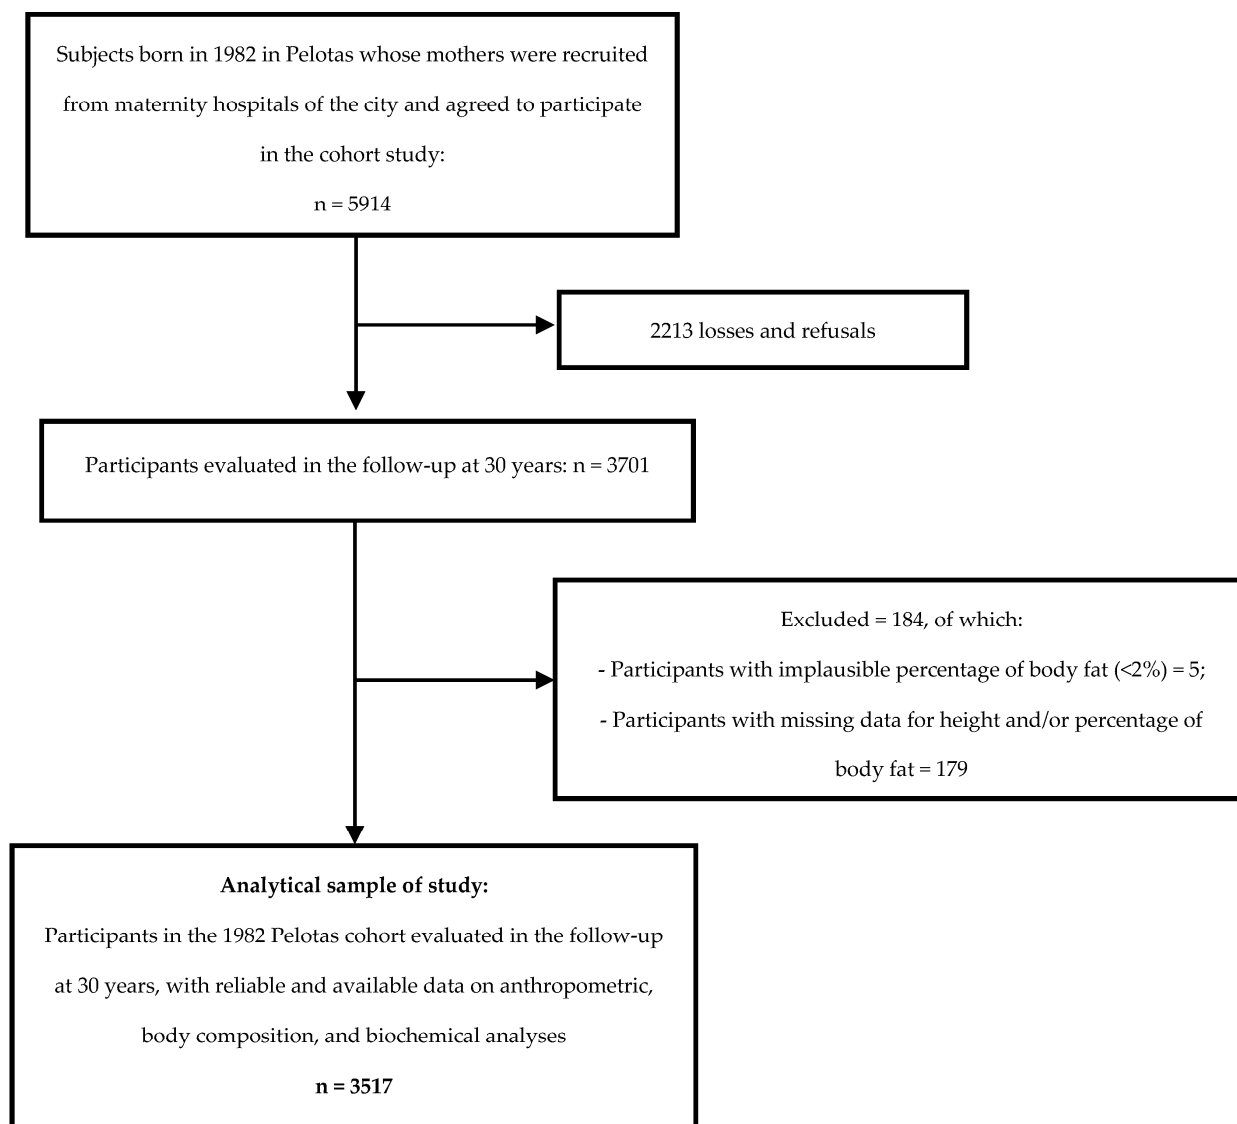 Subjects born in 1982 in Pelotas whose mothers were recruited
from maternity hospitals of the city and agreed to participate
in the cohort study:
n = 5914
2213 losses and refusals
Participants evaluated in the follow-up at 30 years: n = 3701
Excluded = 184, of which:
- Participants with implausible percentage of body fat (<2%) = 5;
- Participants with missing data for height and/or percentage of
body fat = 179
Analytical sample of study:
Participants in the 1982 Pelotas cohort evaluated in the follow-up
at 30 years, with reliable and available data on anthropometric,
body composition, and biochemical analyses
n = 3517